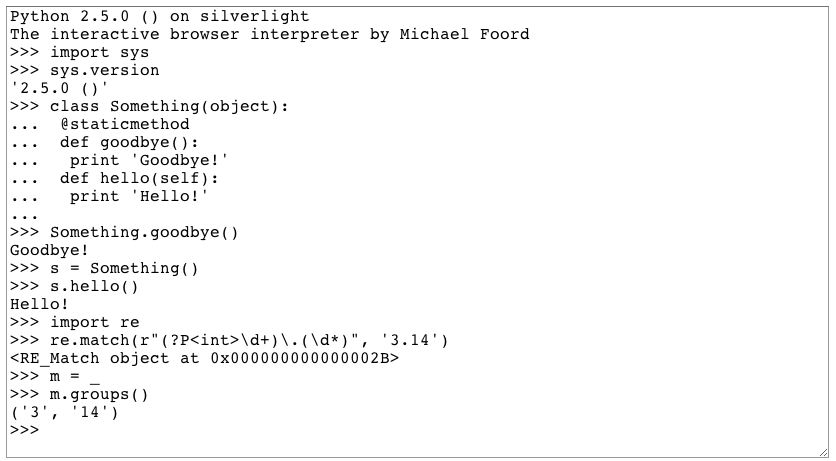 Python 2.5.0 () on silverlight
The interactive browser interpreter by Michael Foord
>>> import sys
>>> sys.version
'2.5.0 ()'
>>> class Something(object):
...  @staticmethod
...  def goodbye():
...   print 'Goodbye!'
...  def hello(self):
...   print 'Hello!'
...
>>> Something.goodbye()
Goodbye!
>>> s = Something()
>>> s.hello()
Hello!
>>> import re
>>> re.match(r"(?P<int>\d+)\.(\d*)", '3.14')
<RE_Match object at 0x000000000000002B>
>>> m = _
>>> m.groups()
('3', '14')
>>>